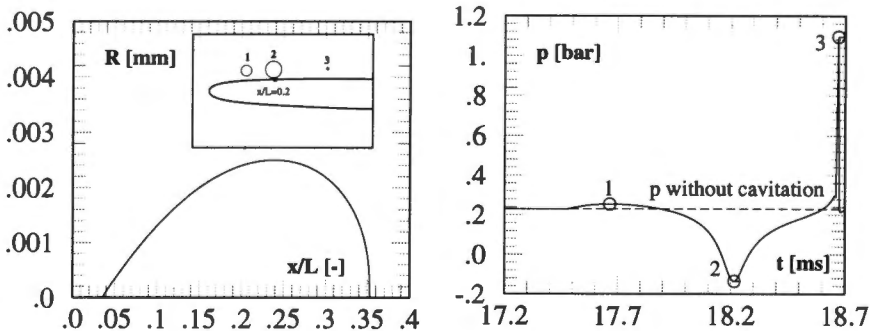 .005
.004
.003
.002
.001
.0
R [mm]
1
2
3
x/L=0.2
x/L [-]
.0 .05 .1 .15 .2 .25 .3 .35 .4
1.2
1.0
.8
.6
.4
.2
.0
-.2
p [bar]
3
1
p without cavitation
2
t [ms]
17.2 17.7 18.2 18.7